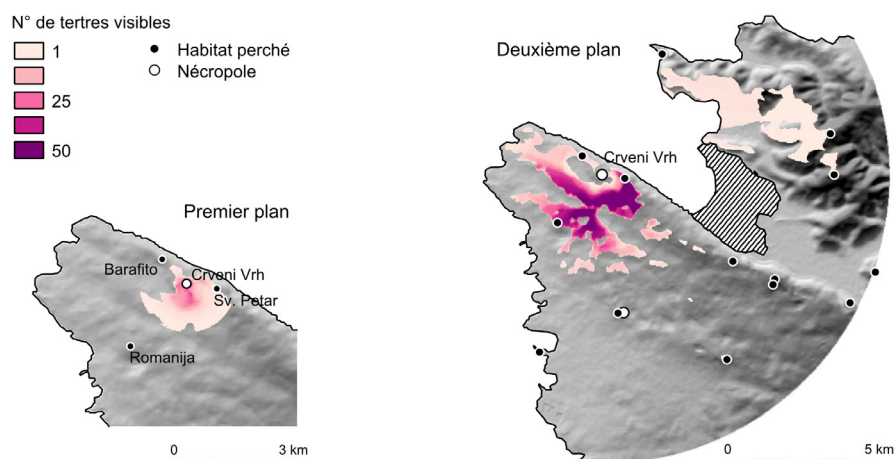 N° de tertres visibles
1
25
50
Habitat perché
Nécropole
Premier plan
Barafito
Crveni Vrh
Sv. Petar
Romanija
0 3 km
Deuxième plan
Crveni Vrh
0 5 km